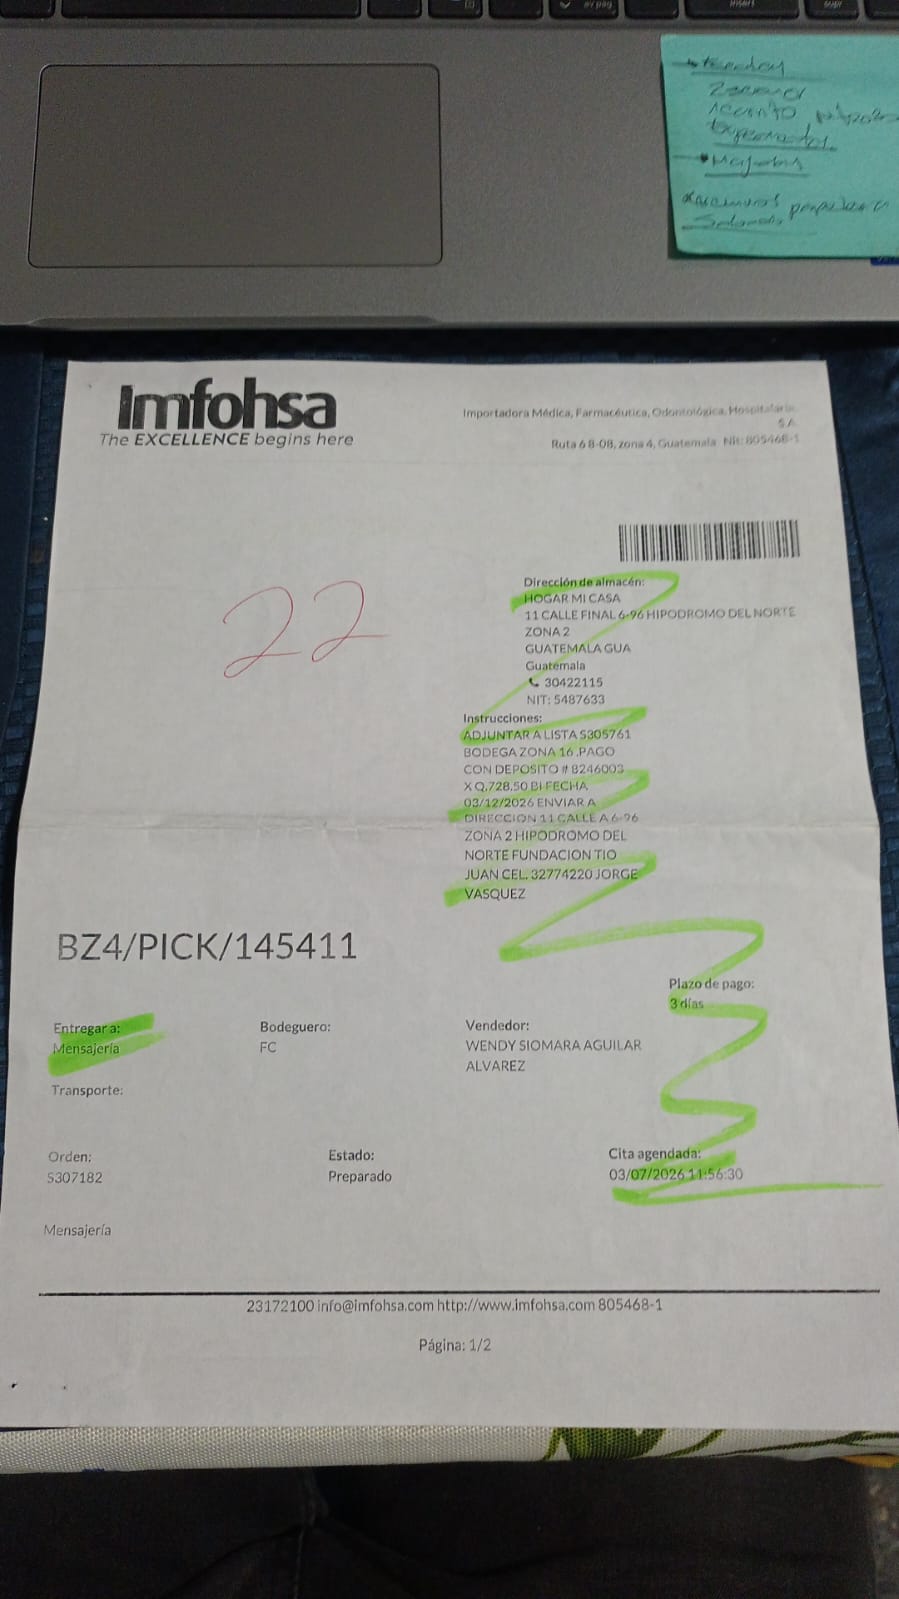 insert
Imfohsa
The EXCELLENCE begins here
Importadora Médica, Farmacéutica, Odontológica, Hospitalaria,
S.A.
Ruta 6 8-08, zona 4, Guatemala Nit: 805468-1
22
Dirección de almacén:
HOGAR MI CASA
11 CALLE FINAL 6-96 HIPODROMO DEL NORTE
ZONA 2
GUATEMALA GUA
Guatemala
30422115
NIT: 5487633
Instrucciones:
ADJUNTAR A LISTA S305761
BODEGA ZONA 16 .PAGO
CON DEPOSITO # 8246003
X Q.728.50 BI FECHA
03/12/2026 ENVIAR A
DIRECCION 11 CALLE A 6-96
ZONA 2 HIPODROMO DEL
NORTE FUNDACION TIO
JUAN CEL. 32774220 JORGE
VASQUEZ
BZ4/PICK/145411
Plazo de pago:
3 días
Entregar a:
Mensajería
Bodeguero:
FC
Vendedor:
WENDY SIOMARA AGUILAR
ALVAREZ
Transporte:
Orden:
S307182
Estado:
Preparado
Cita agendada:
03/07/2026 11:56:30
Mensajería
23172100 info@imfohsa.com http://www.imfohsa.com 805468-1
Página: 1/2